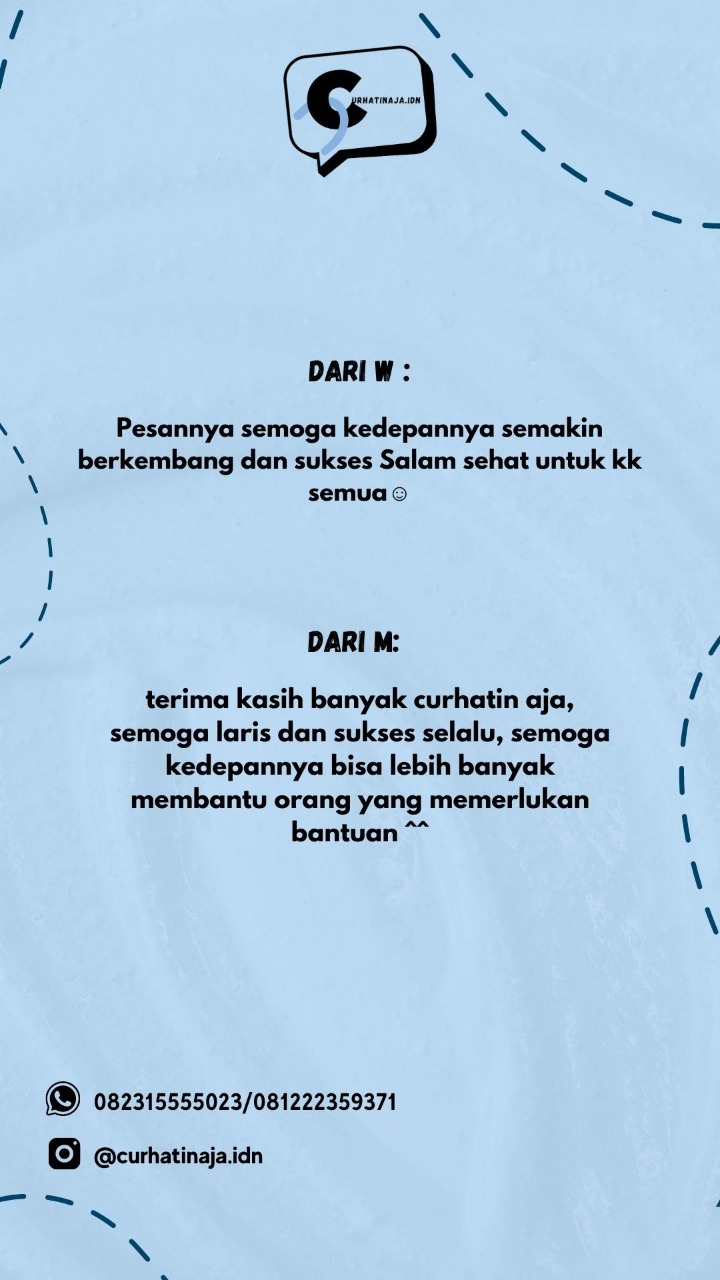 CURHATINAJA.IDN
DARI W :
Pesannya semoga kedepannya semakin
berkembang dan sukses Salam sehat untuk kk
semua☺
DARI M:
terima kasih banyak curhatin aja,
semoga laris dan sukses selalu, semoga
kedepannya bisa lebih banyak
membantu orang yang memerlukan
bantuan ^^
082315555023/081222359371
@curhatinaja.idn